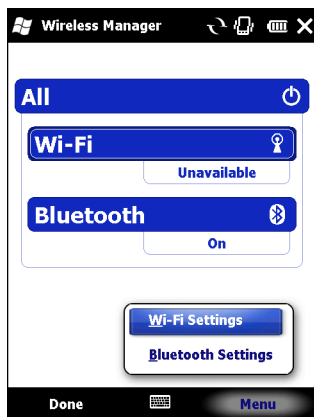 Wireless Manager
All
Wi-Fi
Unavailable
Bluetooth
On
Wi-Fi Settings
Bluetooth Settings
Done
Menu